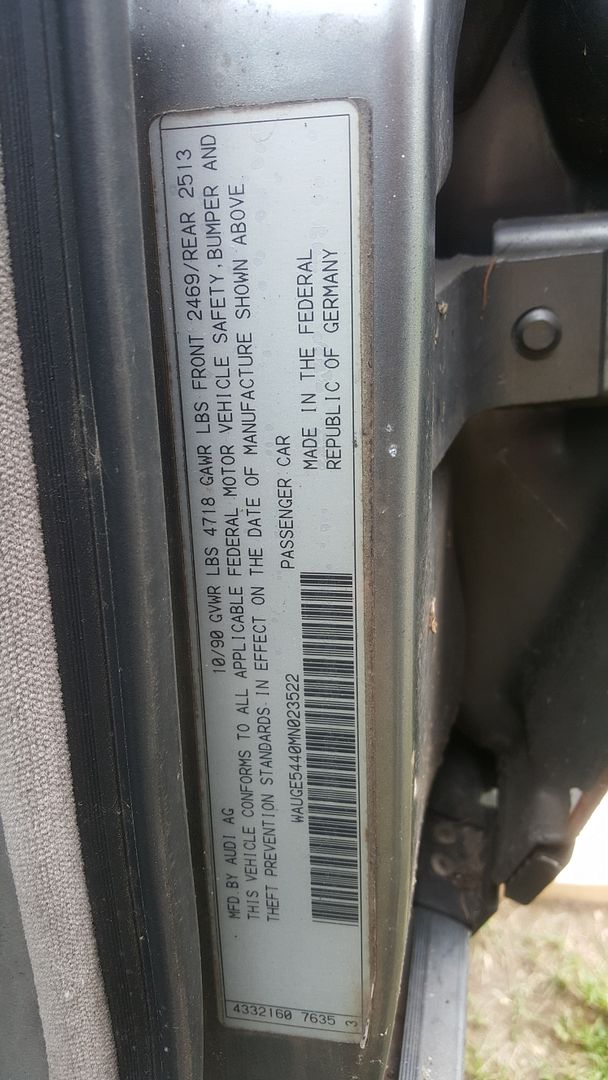 10/90 GVWR LBS 4718 GAWR LBS FRONT 2469/REAR 2513
MFD BY AUDI AG
THIS VEHICLE CONFORMS TO ALL APPLICABLE FEDERAL MOTOR VEHICLE SAFETY, BUMPER AND
THEFT PREVENTION STANDARDS IN EFFECT ON THE DATE OF MANUFACTURE SHOWN ABOVE
WAUGE5440MN023522
PASSENGER CAR
MADE IN THE FEDERAL
REPUBLIC OF GERMANY
4332160 7635
3